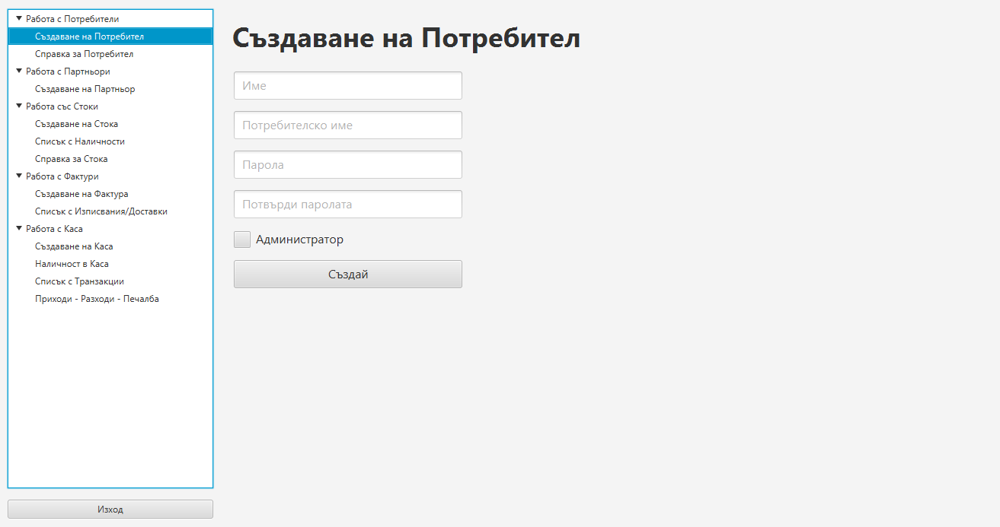 Работа с Потребители
Създаване на Потребител
Справка за Потребител
Работа с Партньори
Създаване на Партньор
Работа със Стоки
Създаване на Стока
Списък с Наличности
Справка за Стока
Работа с Фактури
Създаване на Фактура
Списък с Изписвания/Доставки
Работа с Каса
Създаване на Каса
Наличност в Каса
Списък с Транзакции
Приходи - Разходи - Печалба
Изход
Създаване на Потребител
Име
Потребителско име
Парола
Потвърди паролата
Администратор
Създай